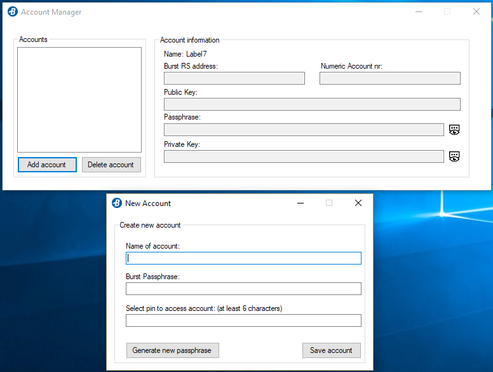 Account Manager
Accounts
Add account
Delete account
Account information
Name: Label7
Burst RS address:
Numeric Account nr:
Public Key:
Passphrase:
Private Key:
New Account
Create new account
Name of account:
Burst Passphrase:
Select pin to access account: (at least 6 characters)
Generate new passphrase
Save account